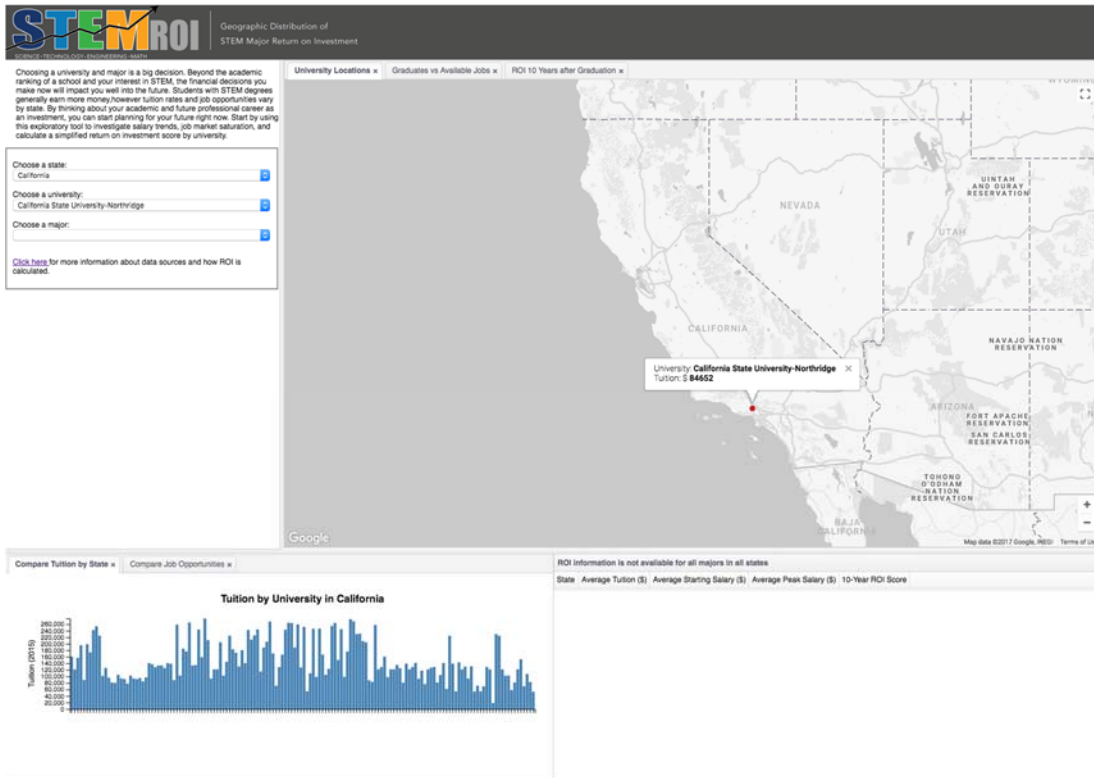 STEMROI
SCIENCE-TECHNOLOGY-ENGINEERING-MATH
Geographic Distribution of
STEM Major Return on Investment
Choosing a university and major is a big decision. Beyond the academic
ranking of a school and your interest in STEM, the financial decisions you
make now will impact you well into the future. Students with STEM degrees
generally earn more money,however tuition rates and job opportunities vary
by state. By thinking about your academic and future professional career as
an investment, you can start planning for your future right now. Start by using
this exploratory tool to investigate salary trends, job market saturation, and
calculate a simplified return on investment score by university.
Choose a state:
California
Choose a university:
California State University-Northridge
Choose a major:
Click here for more information about data sources and how ROI is
calculated.
University Locations x Graduates vs Available Jobs x ROI 10 Years after Graduation x
WYOMING
UINTAH
AND OURAY
RESERVATION
NEVADA
UTAH
CALIFORNIA
NAVAJO NATION
RESERVATION
University: California State University-Northridge ×
Tuition: $ 84652
ARIZONA
FORT APACHE
RESERVATION
SAN CARLOS
RESERVATION
TOHONO
O'ODHAM
NATION
RESERVATION
BAJA
CALIFORNIA
+
−
Google
Map data ©2017 Google, INEGI Terms of Us
Compare Tuition by State x Compare Job Opportunities x
Tuition by University in California
Tuition (2015)
260,000
240,000
220,000
200,000
180,000
160,000
140,000
120,000
100,000
80,000
60,000
40,000
20,000
0
ROI information is not available for all majors in all states
State Average Tuition ($) Average Starting Salary ($) Average Peak Salary ($) 10-Year ROI Score